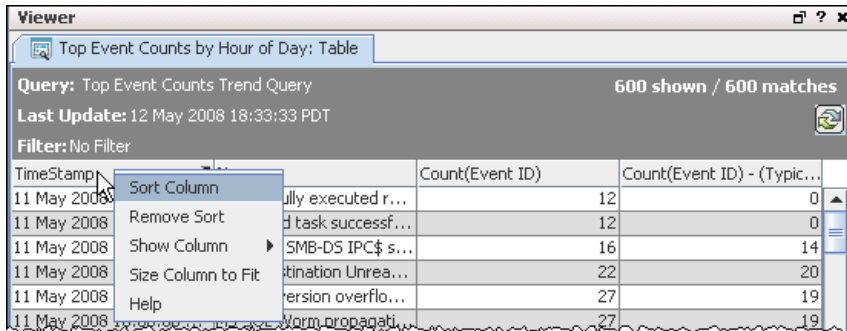 Viewer
Top Event Counts by Hour of Day: Table
Query: Top Event Counts Trend Query 600 shown / 600 matches
Last Update: 12 May 2008 18:33:33 PDT
Filter: No Filter
TimeStamp Count(Event ID) Count(Event ID) - (Typic...
Sort Column
Remove Sort
Show Column
Size Column to Fit
Help
11 May 2008 ully executed r... 12 0
11 May 2008 d task successf... 12 0
11 May 2008 SMB-DS IPC$ s... 16 14
11 May 2008 stination Unrea... 22 20
11 May 2008 version overflo... 27 19
11 May 2008 Worm propagati... 27 19